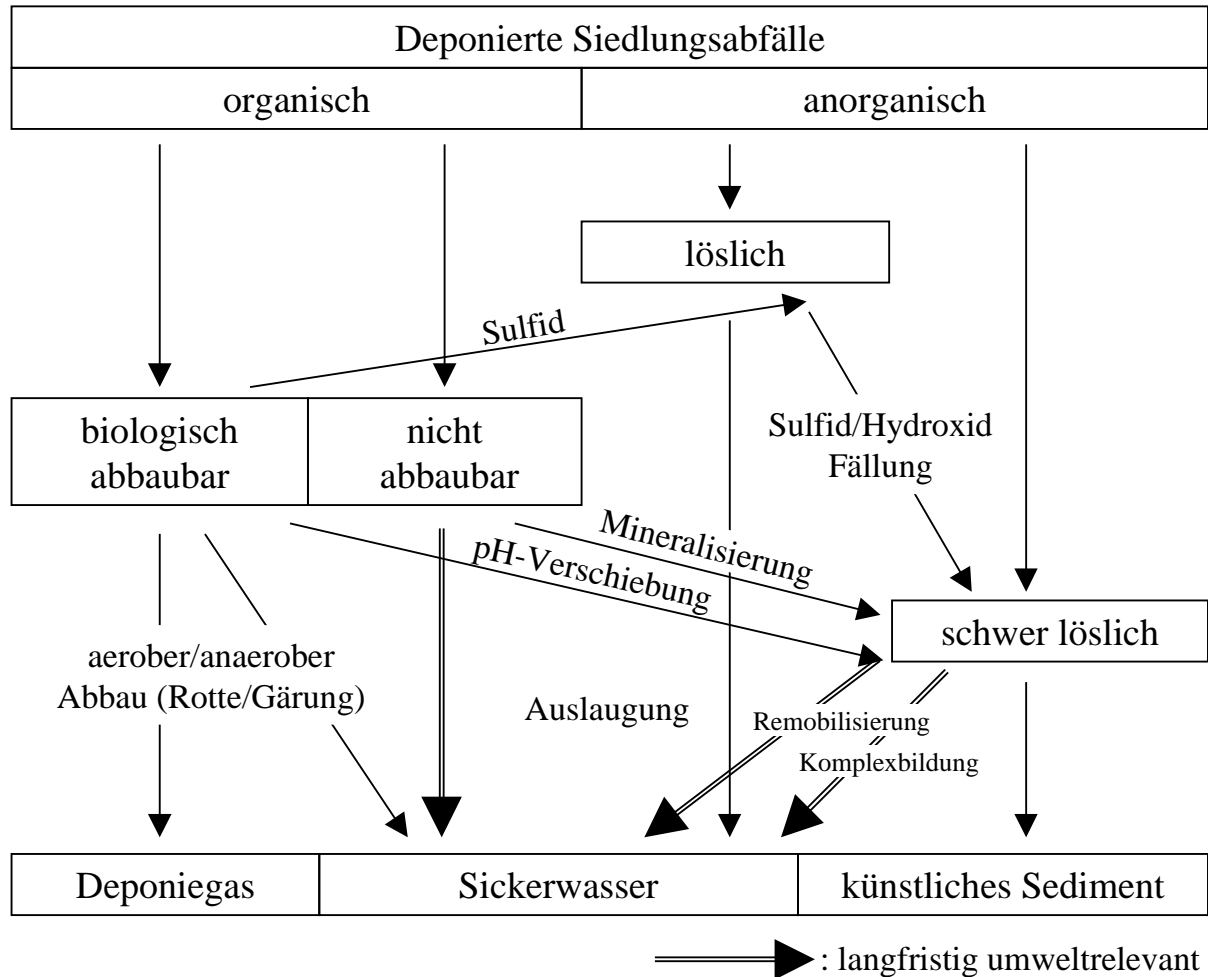 Deponierte Siedlungsabfälle
organisch
anorganisch
löslich
Sulfid
biologisch
abbaubar
nicht
abbaubar
Sulfid/Hydroxid
Fällung
Mineralisierung
pH-Verschiebung
schwer löslich
aerober/anaerober
Abbau (Rotte/Gärung)
Auslaugung
Remobilisierung
Komplexbildung
Deponiegas
Sickerwasser
künstliches Sediment
: langfristig umweltrelevant